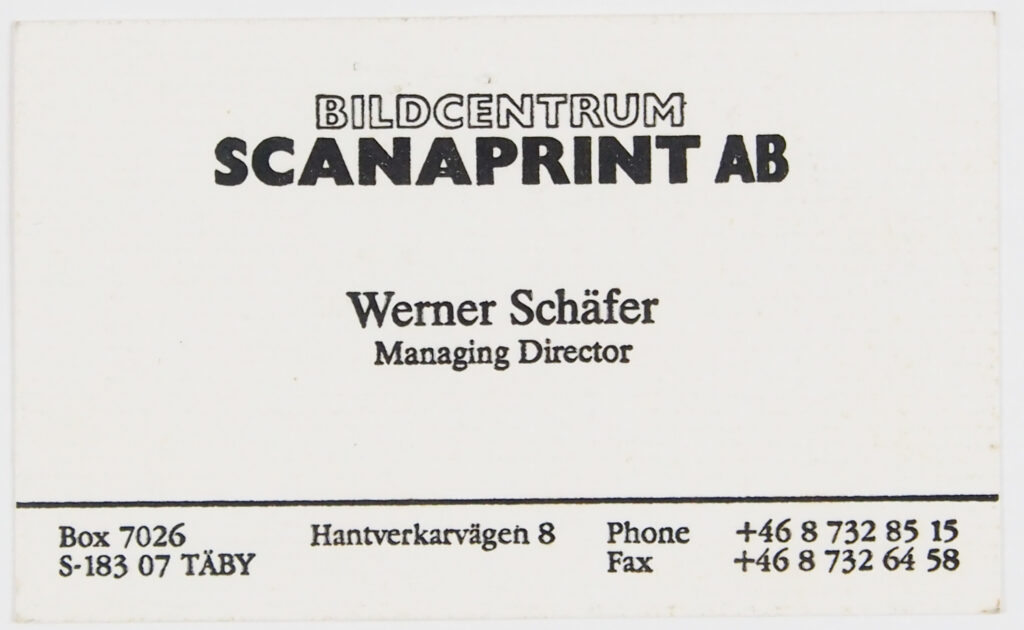 BILDCENTRUM
SCANAPRINT AB
Werner Schäfer
Managing Director
Box 7026 Hantverkarvägen 8 Phone +46 8 732 85 15
S-183 07 TÄBY Fax +46 8 732 64 58